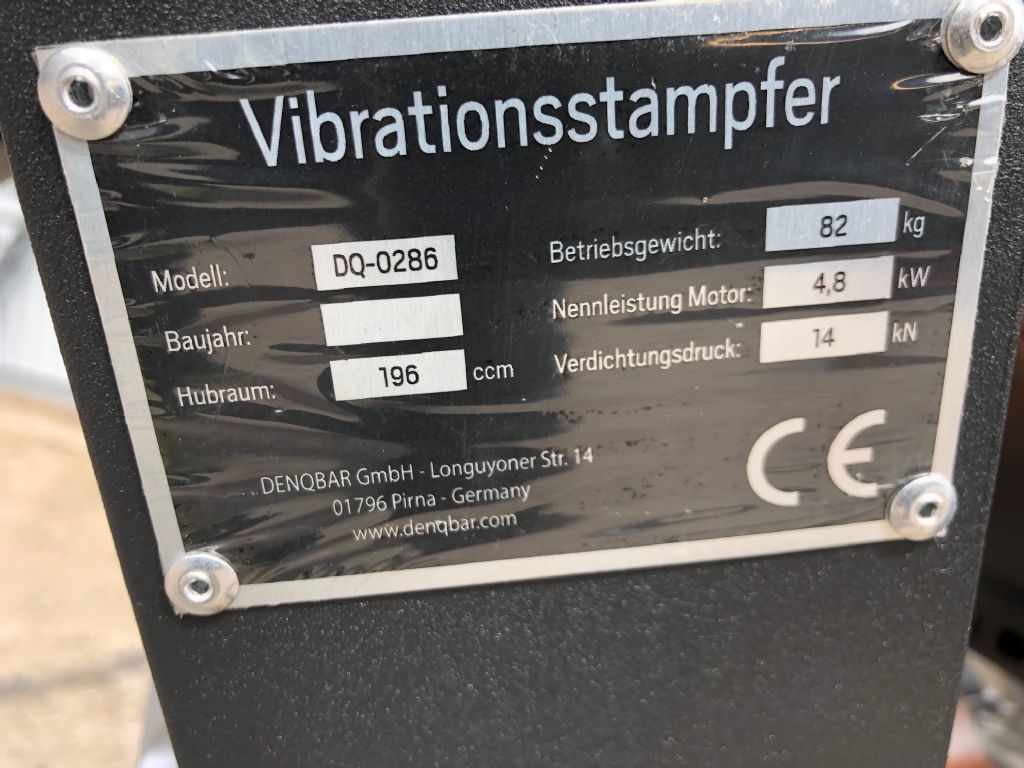 Vibrationsstampfer
Modell: DQ-0286
Baujahr:
Hubraum: 196 ccm
Betriebsgewicht: 82 kg
Nennleistung Motor: 4,8 kW
Verdichtungsdruck: 14 kN
DENQBAR GmbH - Longuyoner Str. 14
01796 Pirna - Germany
www.denqbar.com
CE